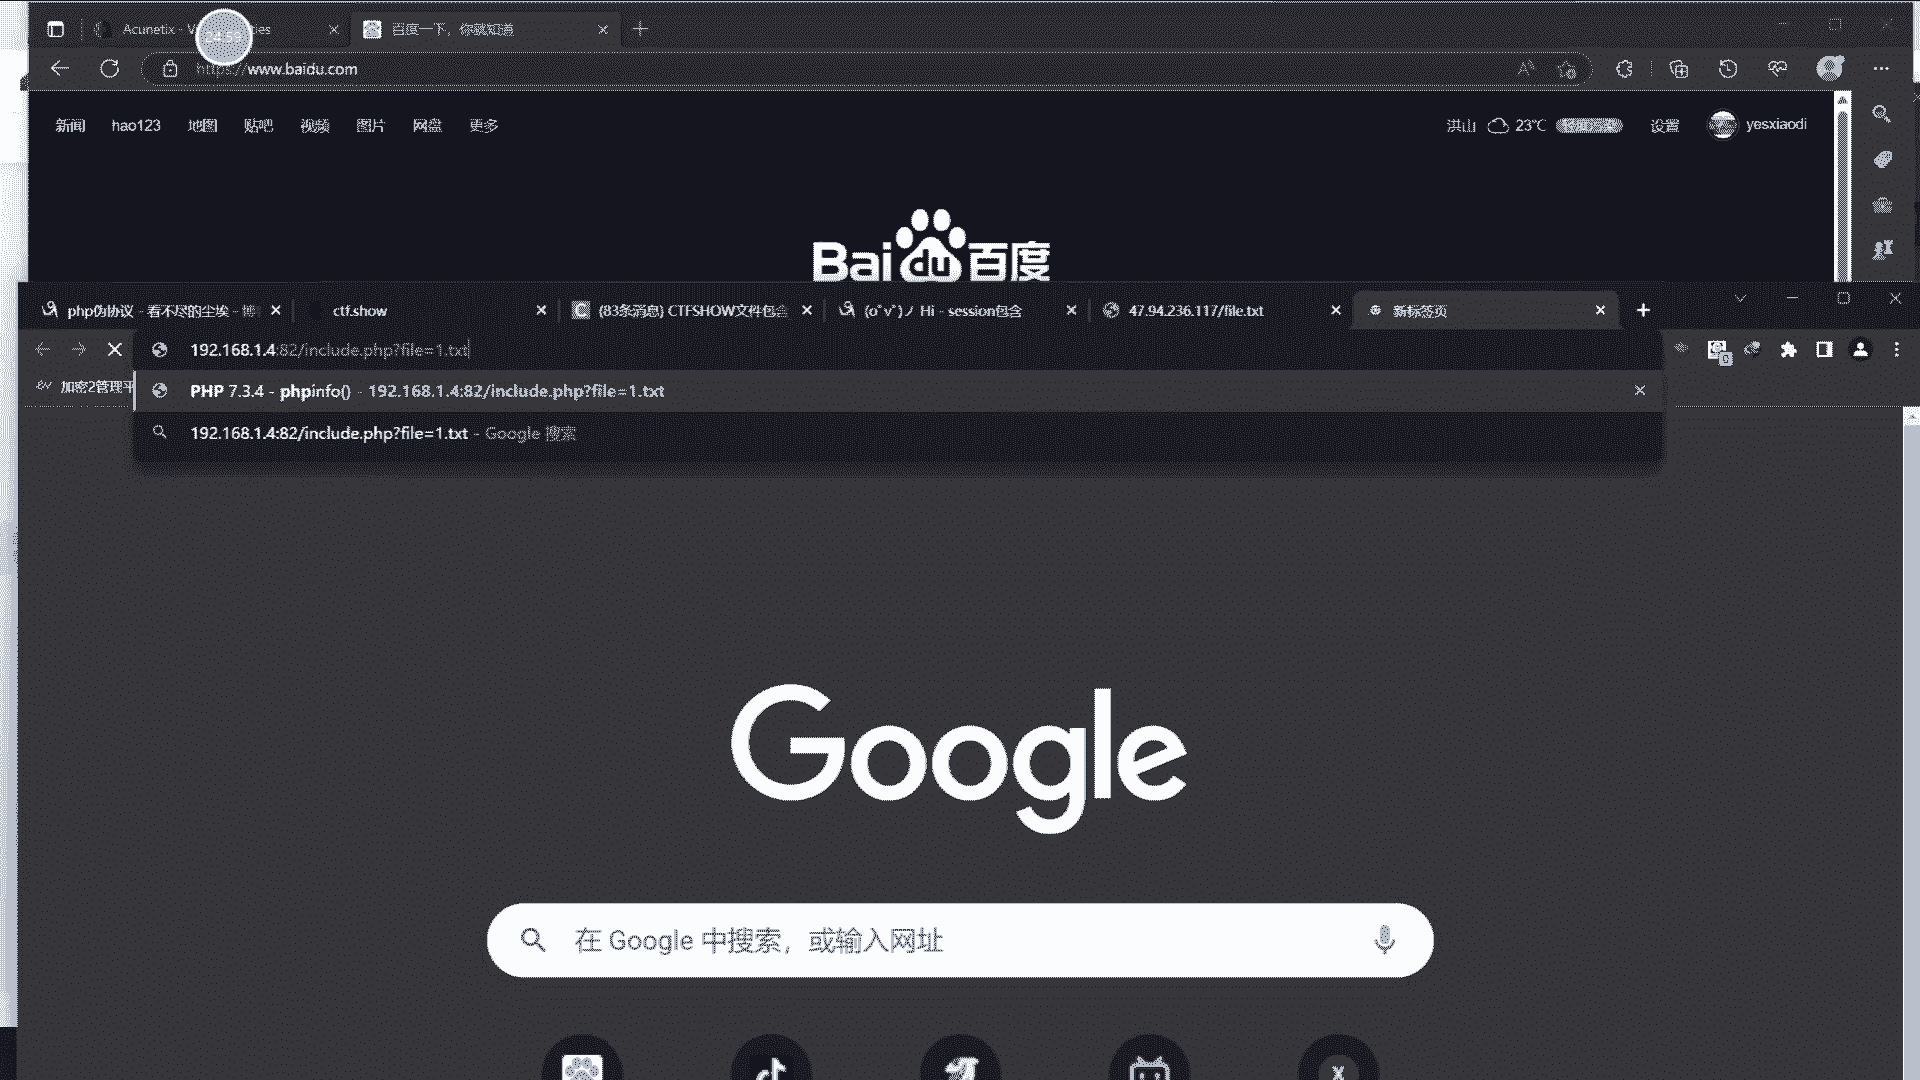 Acunetix - V
ties
百度一下，你就知道
24:59
https://www.baidu.com
新闻 hao123 地图 贴吧 视频 图片 网盘 更多
洪山 23℃
设置 yesxiaodi
Bai du 百度
php伪协议 - 看不尽的尘埃 - 博
ctf.show
(83条消息) CTFSHOW文件包含
(o˚v˚)ノ Hi - session包含
47.94.236.117/file.txt
新标签页
192.168.1.4:82/include.php?file=1.txt
加密2管理平
PHP 7.3.4 - phpinfo() - 192.168.1.4:82/include.php?file=1.txt
192.168.1.4:82/include.php?file=1.txt - Google 搜索
Google
在 Google 中搜索，或输入网址